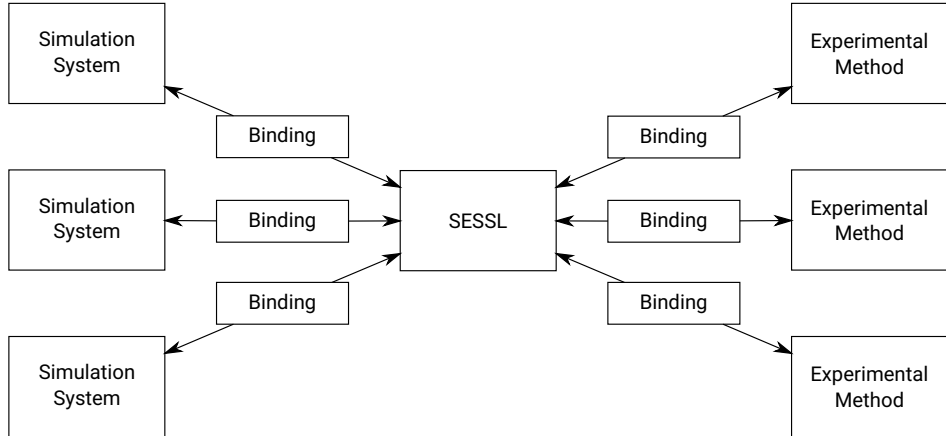 Simulation
System
Experimental
Method
Binding
Binding
Simulation
System
Binding
SESSL
Binding
Experimental
Method
Binding
Binding
Simulation
System
Experimental
Method